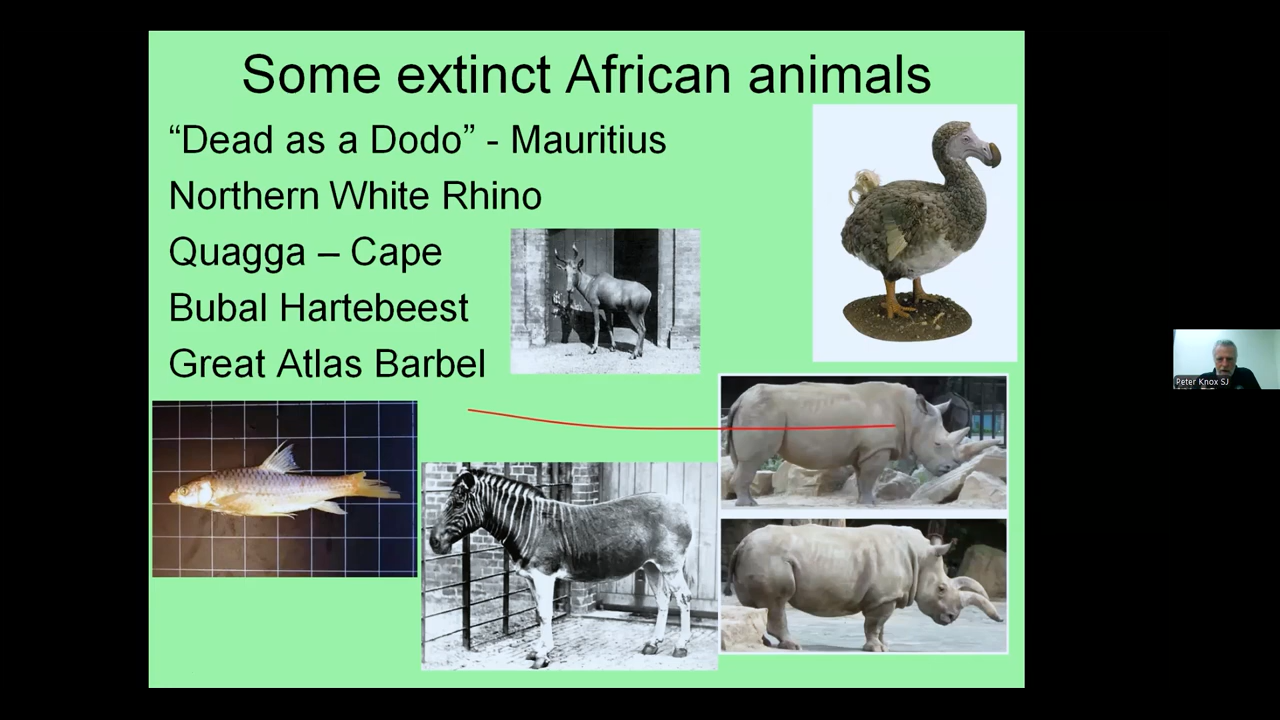 Some extinct African animals
“Dead as a Dodo” - Mauritius
Northern White Rhino
Quagga – Cape
Bubal Hartebeest
Great Atlas Barbel
Peter Knox SJ